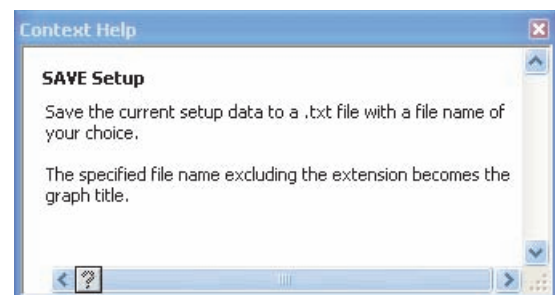 Context Help
SAVE Setup
Save the current setup data to a .txt file with a file name of
your choice.
The specified file name excluding the extension becomes the
graph title.
?